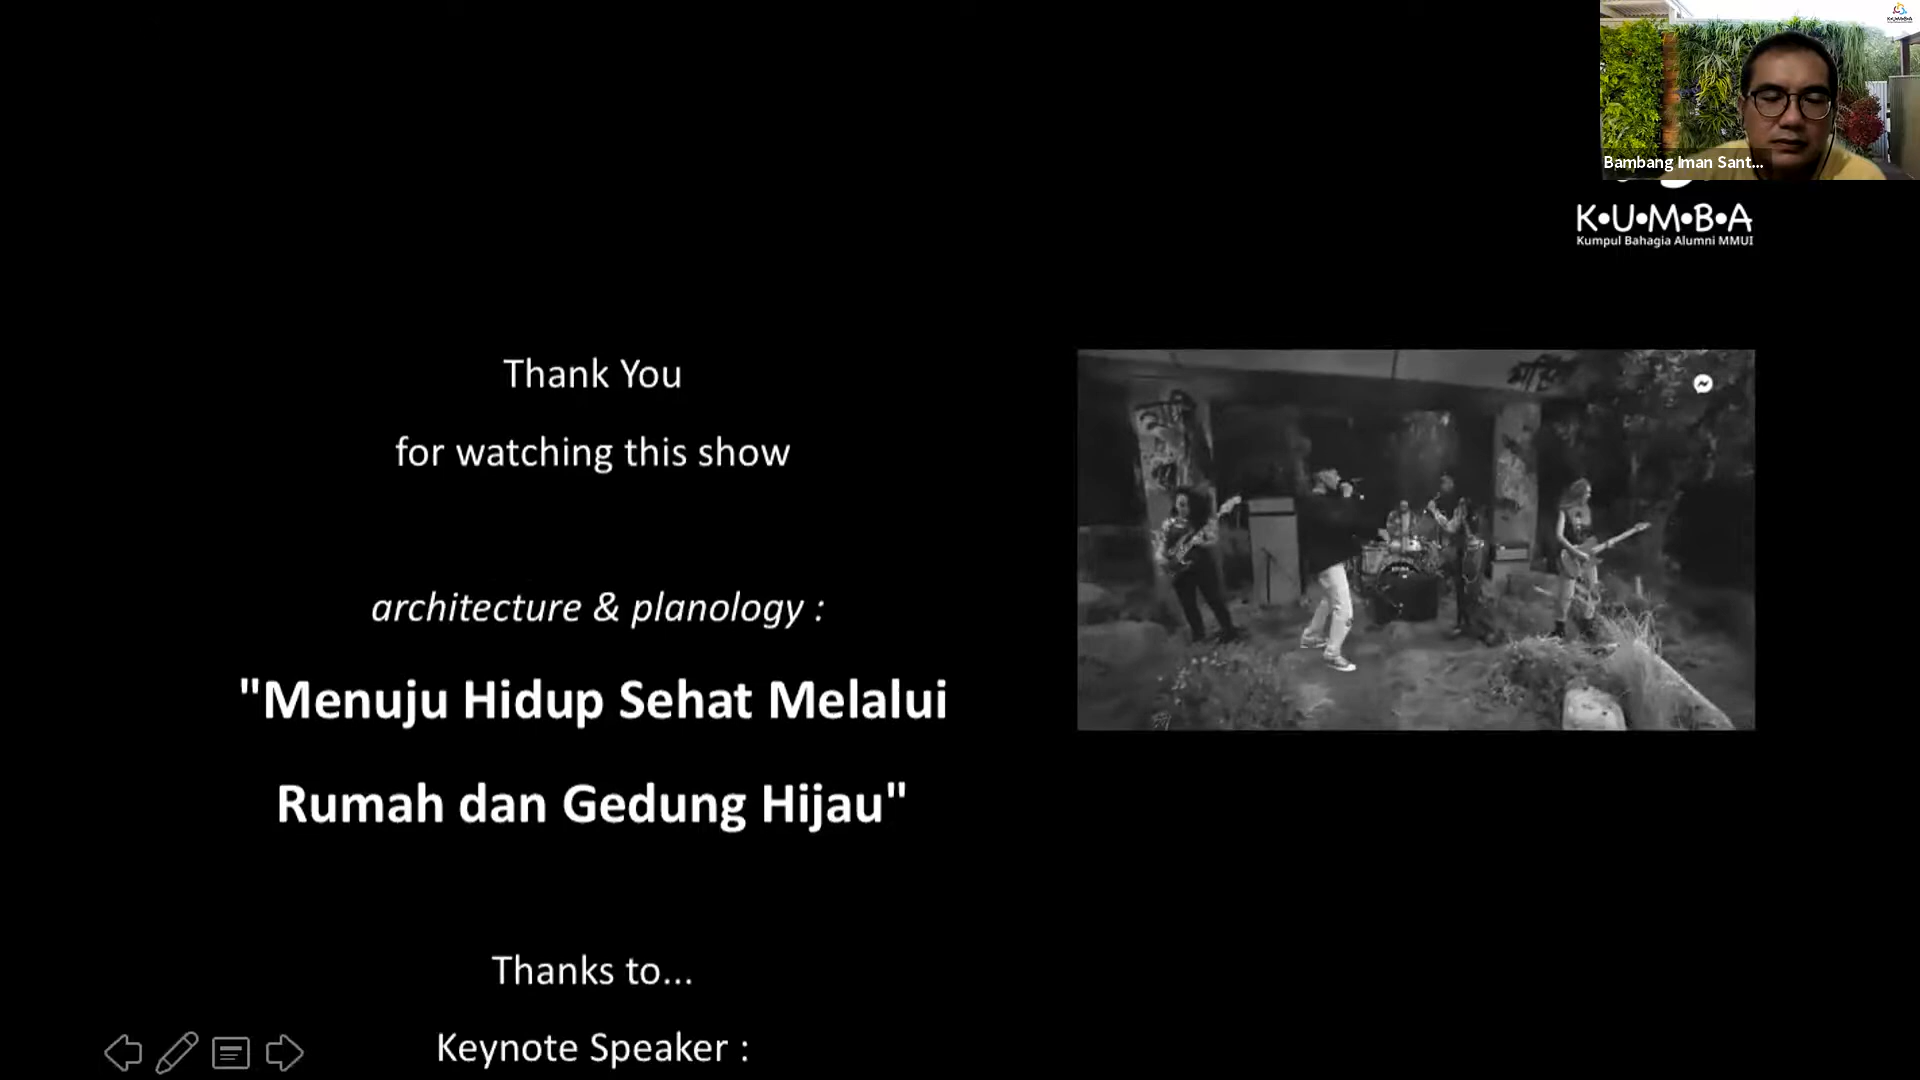 Bambang Iman Sant...
K•U•M•B•A
Kumpul Bahagia Alumni MMUI
Thank You
for watching this show
architecture & planology :
"Menuju Hidup Sehat Melalui
Rumah dan Gedung Hijau"
Thanks to...
Keynote Speaker :